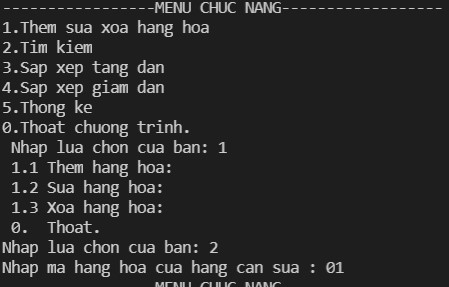 -----------------MENU CHUC NANG------------------
1.Them sua xoa hang hoa
2.Tim kiem
3.Sap xep tang dan
4.Sap xep giam dan
5.Thong ke
0.Thoat chuong trinh.
 Nhap lua chon cua ban: 1
 1.1 Them hang hoa:
 1.2 Sua hang hoa:
 1.3 Xoa hang hoa:
 0.  Thoat.
Nhap lua chon cua ban: 2
Nhap ma hang hoa cua hang can sua : 01
MENU CHUC NANG